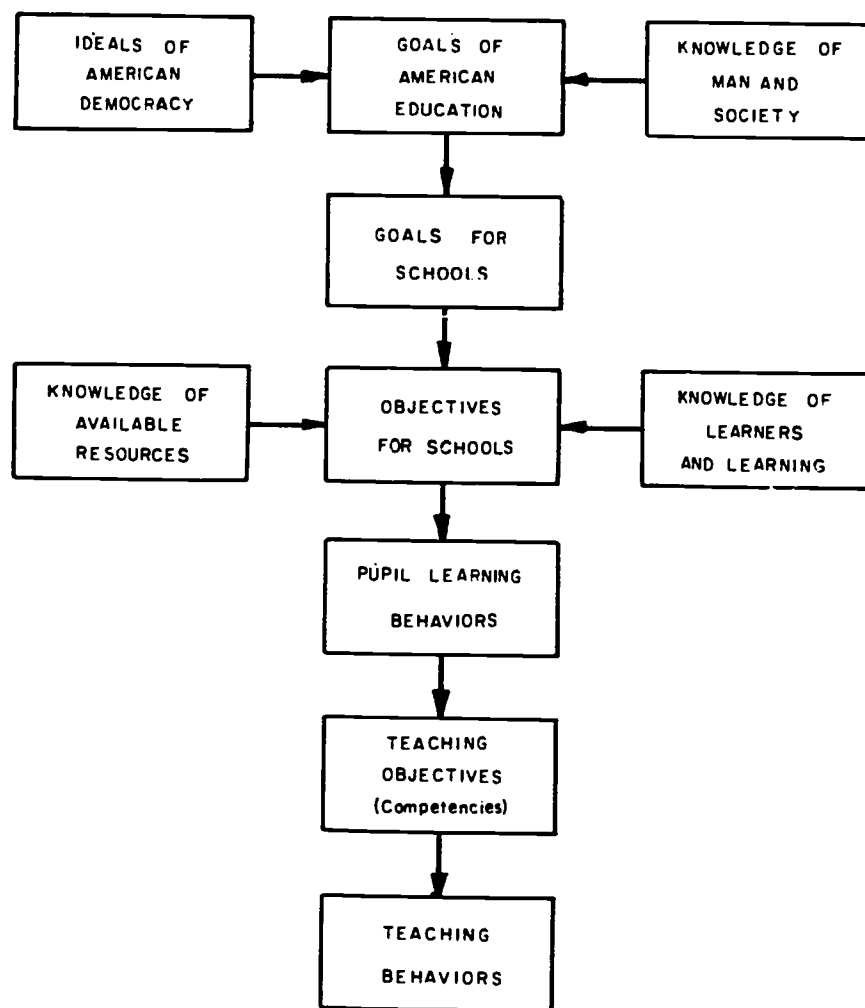 IDEALS OF
AMERICAN
DEMOCRACY
GOALS OF
AMERICAN
EDUCATION
KNOWLEDGE OF
MAN AND
SOCIETY
GOALS FOR
SCHOOLS
KNOWLEDGE OF
AVAILABLE
RESOURCES
OBJECTIVES
FOR SCHOOLS
KNOWLEDGE OF
LEARNERS
AND LEARNING
PUPIL LEARNING
BEHAVIORS
TEACHING
OBJECTIVES
(Competencies)
TEACHING
BEHAVIORS